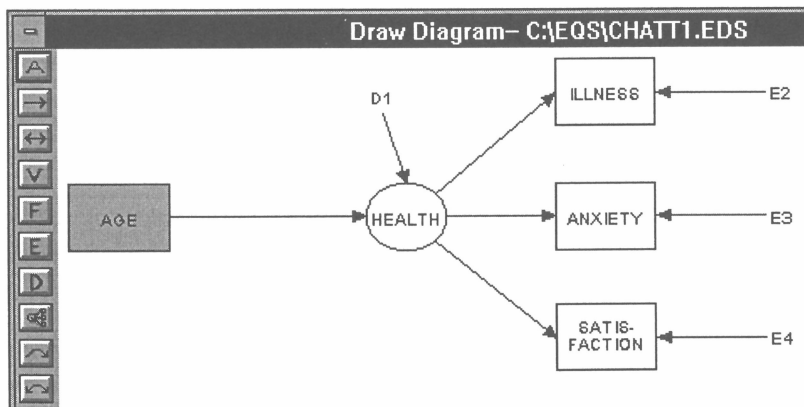 Draw Diagram– C:\EQS\CHATT1.EDS
A
V
F
E
D
D1
ILLNESS
E2
AGE
HEALTH
ANXIETY
E3
SATIS-
FACTION
E4